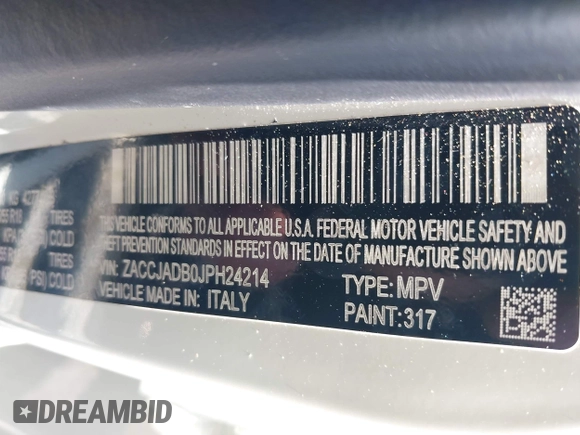 THIS VEHICLE CONFORMS TO ALL APPLICABLE U.S.A. FEDERAL MOTOR VEHICLE SAFETY AND
THEFT PREVENTION STANDARDS IN EFFECT ON THE DATE OF MANUFACTURE SHOWN ABOVE
VIN: ZACCJADB0JPH24214
TYPE: MPV
VEHICLE MADE IN: ITALY
PAINT:317
TIRES
COLD
TIRES
PSI) COLD
DREAMBID